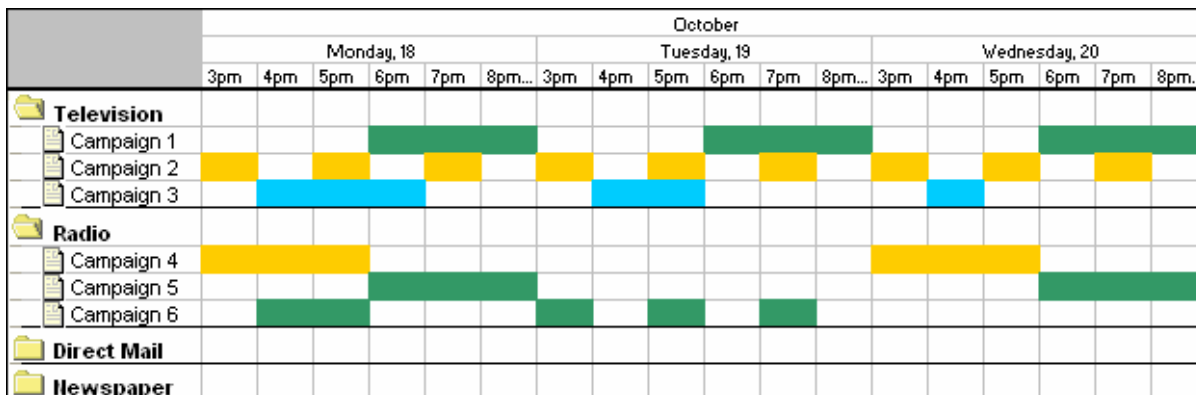 October
Monday, 18 Tuesday, 19 Wednesday, 20
3pm 4pm 5pm 6pm 7pm 8pm... 3pm 4pm 5pm 6pm 7pm 8pm... 3pm 4pm 5pm 6pm 7pm 8pm.
Television
Campaign 1
Campaign 2
Campaign 3
Radio
Campaign 4
Campaign 5
Campaign 6
Direct Mail
Newspaper